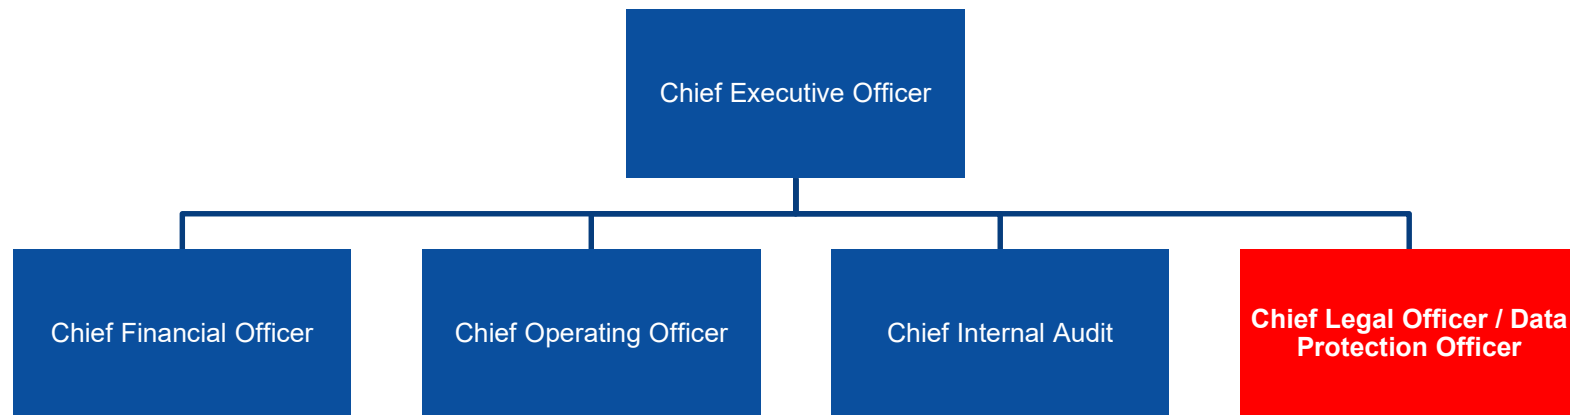 Chief Executive Officer
Chief Financial Officer
Chief Operating Officer
Chief Internal Audit
Chief Legal Officer / Data
Protection Officer